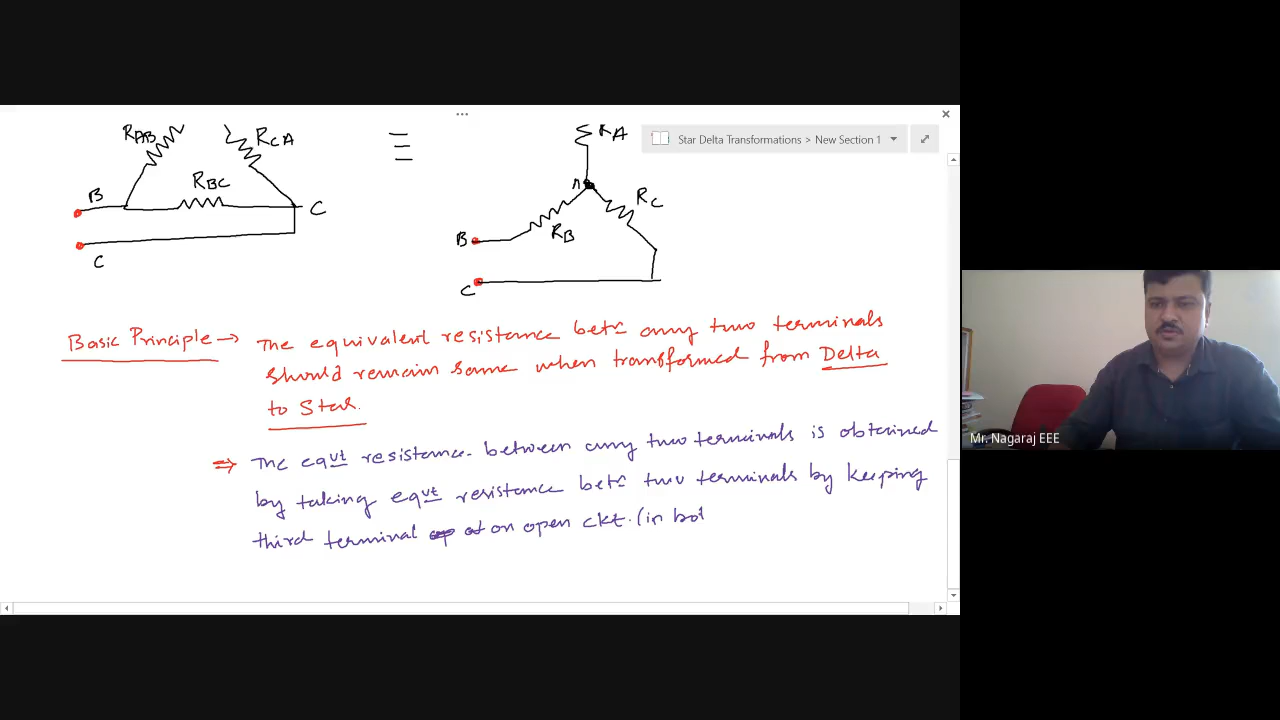 Star Delta Transformations > New Section 1
RAB
RCA
RBC
B
C
C
≡
RA
n
RB
RC
B
C
Basic Principle → The equivalent resistance betn any two terminals
should remain same when transformed from Delta
to Star.
⇒ The eqvt resistance between any two terminals is obtained
by taking eqvt resistance betn two terminals by keeping
third terminal on open ckt. (in bot
Mr. Nagaraj EEE